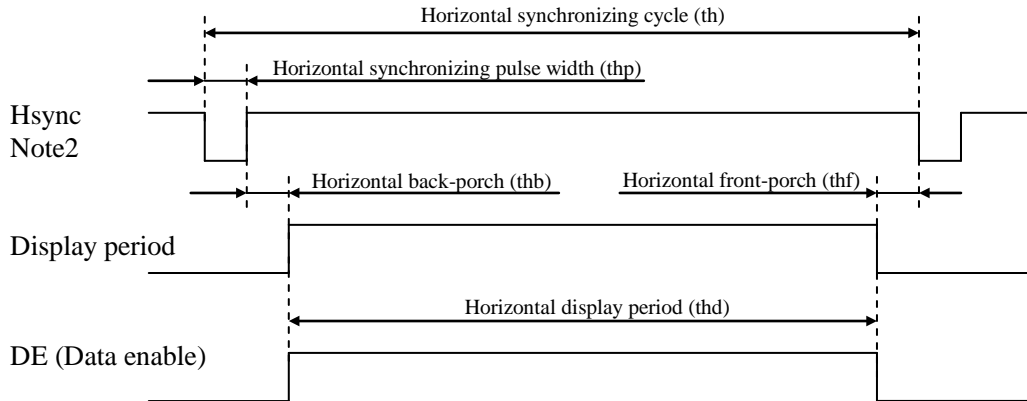 Horizontal synchronizing cycle (th)
Horizontal synchronizing pulse width (thp)
Hsync
Note2
Horizontal back-porch (thb)
Horizontal front-porch (thf)
Display period
Horizontal display period (thd)
DE (Data enable)